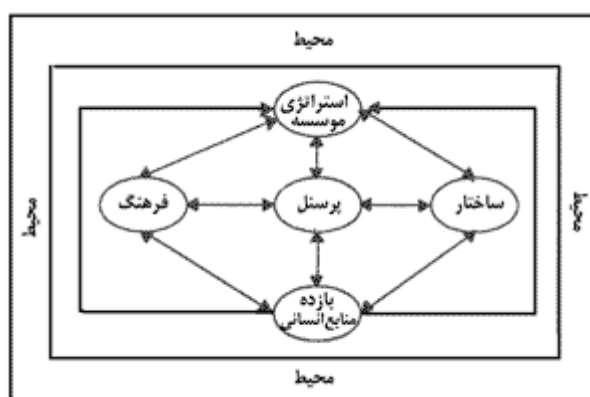 محیط
استراتژی
موسسه
محیط
فرهنگ
پرسنل
ساختار
محیط
بازده
منابع انسانی
محیط